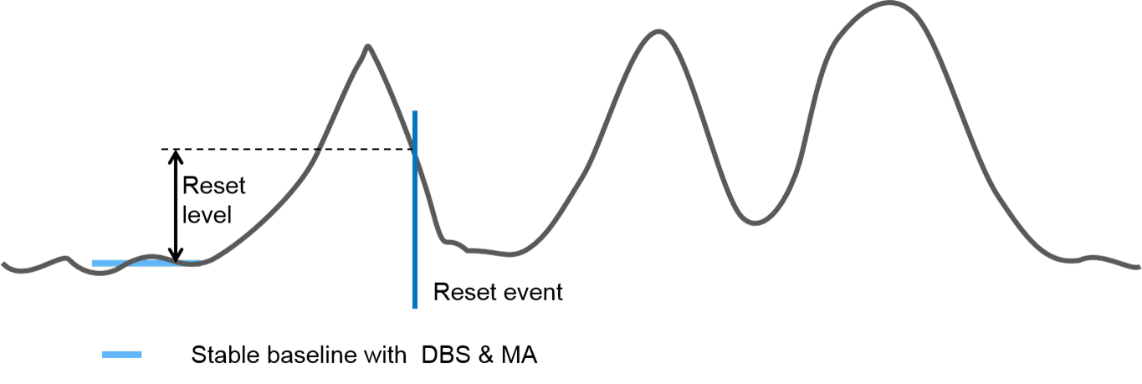 Reset
level
Reset event
Stable baseline with DBS & MA